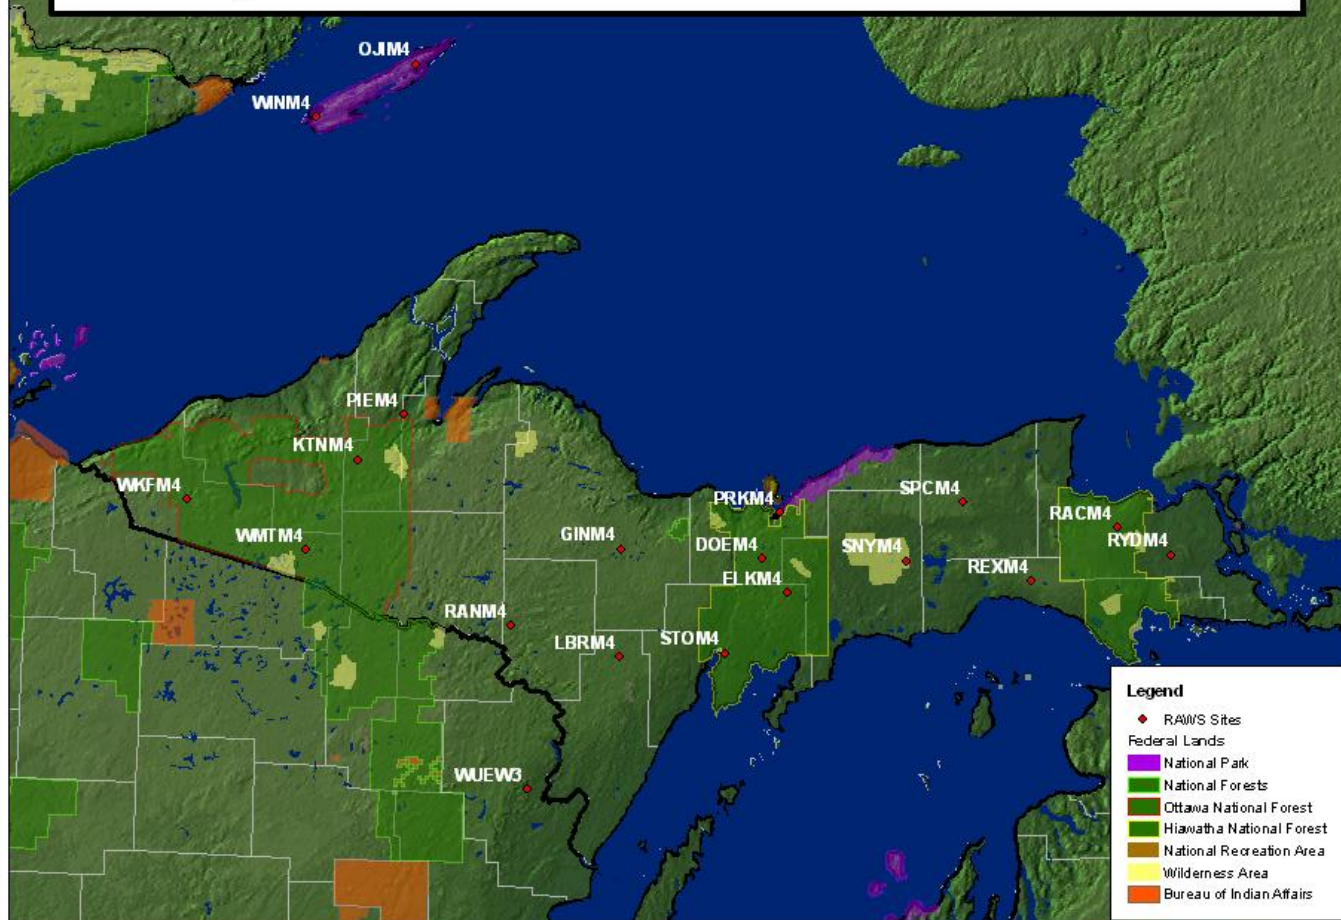 OJIM4
WINM4
PIEM4
KTNM4
WKFM4
WMTM4
GINM4
PRKM4
DOEM4
ELKM4
SNYM4
SPCM4
RACM4
RYDM4
REXM4
RANM4
LBRM4
STOM4
WUEW3
Legend
RAWS Sites
Federal Lands
National Park
National Forests
Ottawa National Forest
Hiawatha National Forest
National Recreation Area
Wilderness Area
Bureau of Indian Affairs